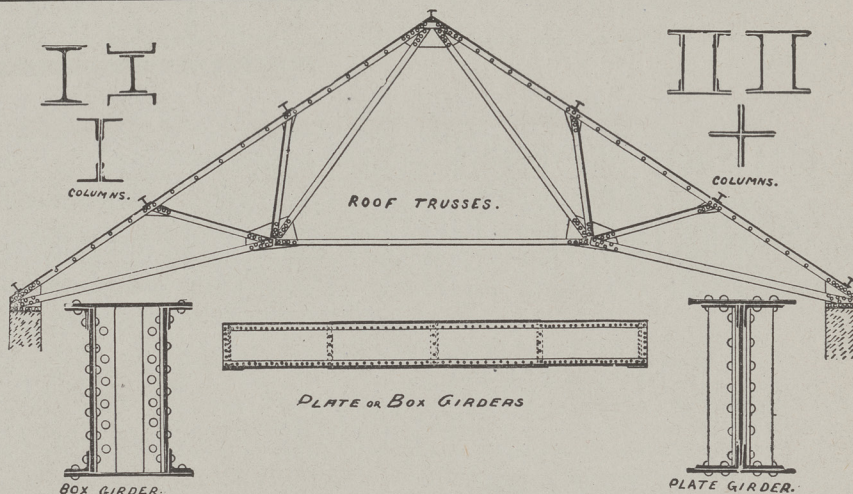 COLUMNS.
COLUMNS.
ROOF TRUSSES.
PLATE OR BOX GIRDERS
BOX GIRDER.
PLATE GIRDER.